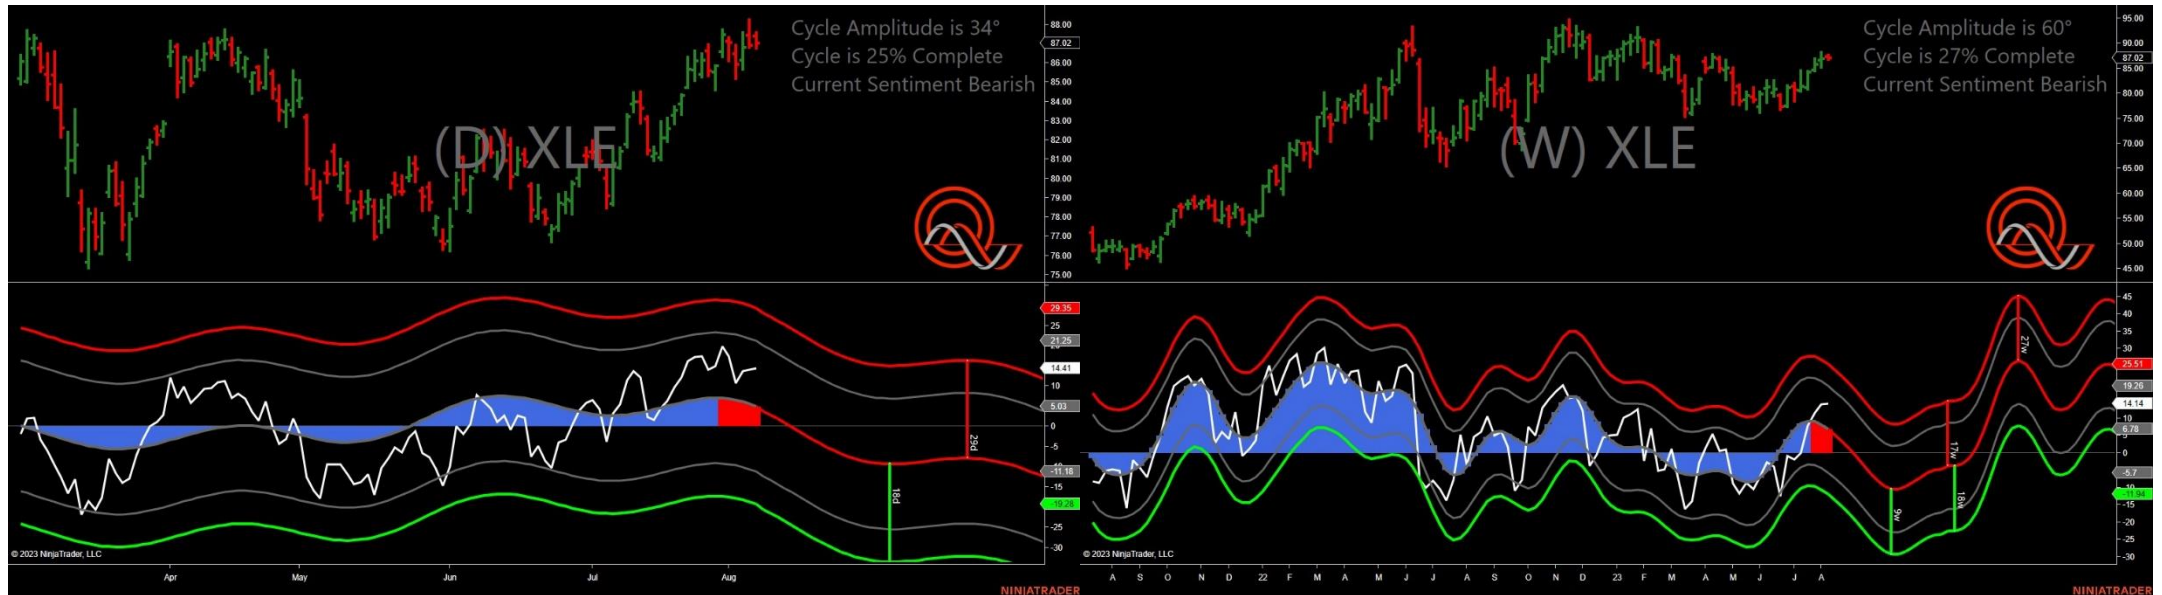 Cycle Amplitude is 34°
Cycle is 25% Complete
Current Sentiment Bearish
(D) XLE
88.00
87.02
86.00
85.00
84.00
83.00
82.00
81.00
80.00
79.00
78.00
77.00
76.00
75.00
29.35
25
21.25
14.41
10
5.03
0
-5
-11.18
-15
-19.28
-25
-30
29d
18d
© 2023 NinjaTrader, LLC
Apr May Jun Jul Aug
NINJATRADER
Cycle Amplitude is 60°
Cycle is 27% Complete
Current Sentiment Bearish
(W) XLE
95.00
90.00
87.02
85.00
80.00
75.00
70.00
65.00
60.00
55.00
50.00
45.00
45
40
35
30
25.51
19.26
14.14
10
6.78
0
-5.7
-11.94
-15
-20
-25
-30
27w
17w
18w
9w
© 2023 NinjaTrader, LLC
A S O N D 22 F M A M J J A S O N D 23 F M A M J J A
NINJATRADER